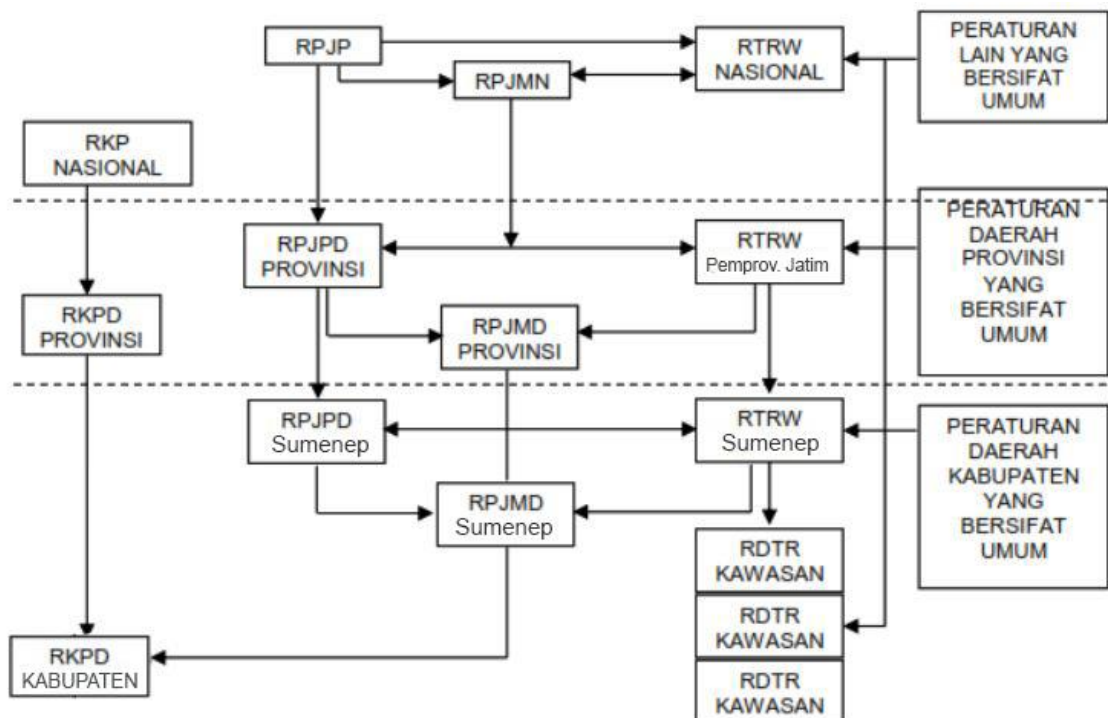 RPJP
RPJMN
RTRW
NASIONAL
PERATURAN
LAIN YANG
BERSIFAT
UMUM
RKP
NASIONAL
RPJPD
PROVINSI
RTRW
Pemprov. Jatim
PERATURAN
DAERAH
PROVINSI
YANG
BERSIFAT
UMUM
RKPD
PROVINSI
RPJMD
PROVINSI
RPJPD
Sumenep
RTRW
Sumenep
PERATURAN
DAERAH
KABUPATEN
YANG
BERSIFAT
UMUM
RPJMD
Sumenep
RDTR
KAWASAN
RDTR
KAWASAN
RDTR
KAWASAN
RKPD
KABUPATEN